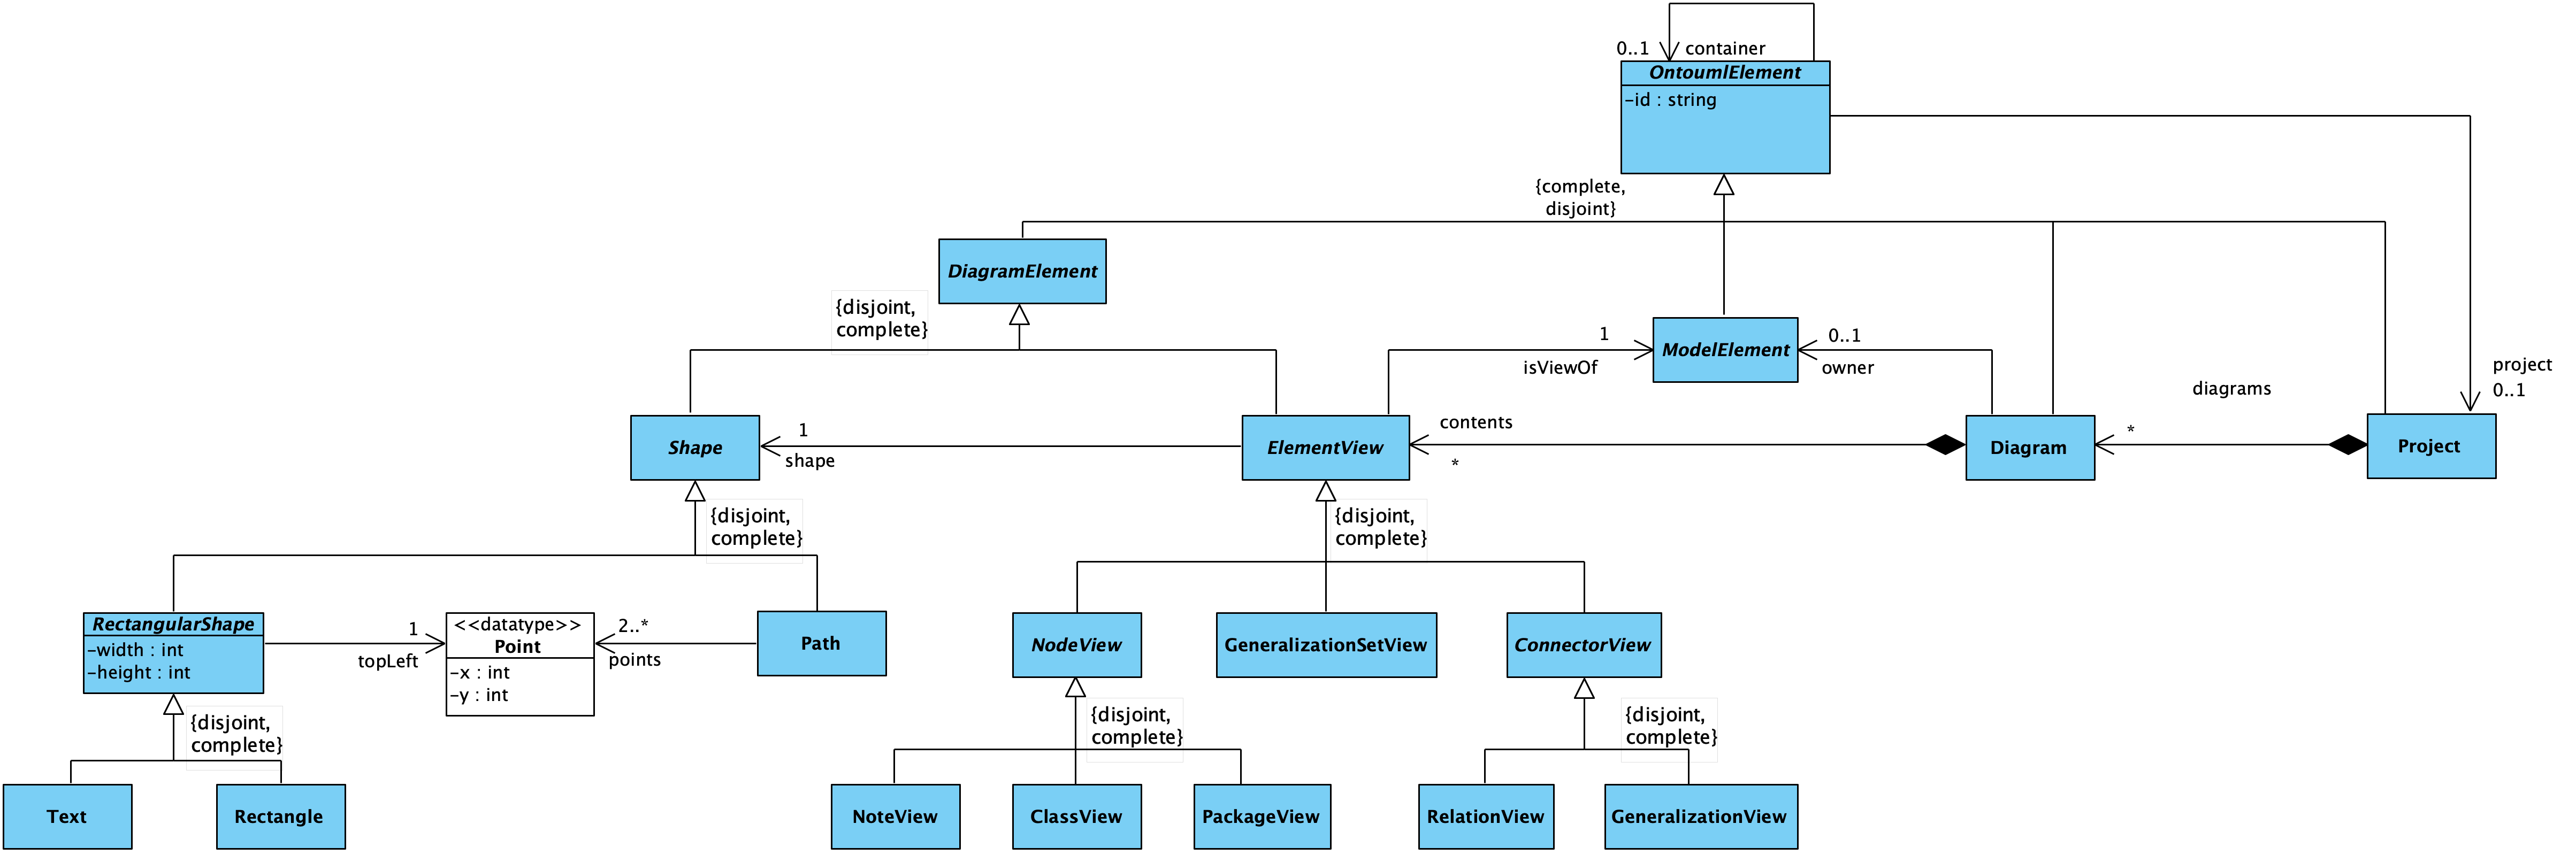 0..1
container
OntoumlElement
-id : string
{complete,
disjoint}
DiagramElement
{disjoint,
complete}
1
isViewOf
ModelElement
0..1
owner
project
0..1
diagrams
*
Shape
1
shape
ElementView
contents
*
Diagram
Project
{disjoint,
complete}
{disjoint,
complete}
RectangularShape
-width : int
-height : int
1
topLeft
<<datatype>>
Point
-x : int
-y : int
2..*
points
Path
NodeView
GeneralizationSetView
ConnectorView
{disjoint,
complete}
{disjoint,
complete}
{disjoint,
complete}
Text
Rectangle
NoteView
ClassView
PackageView
RelationView
GeneralizationView